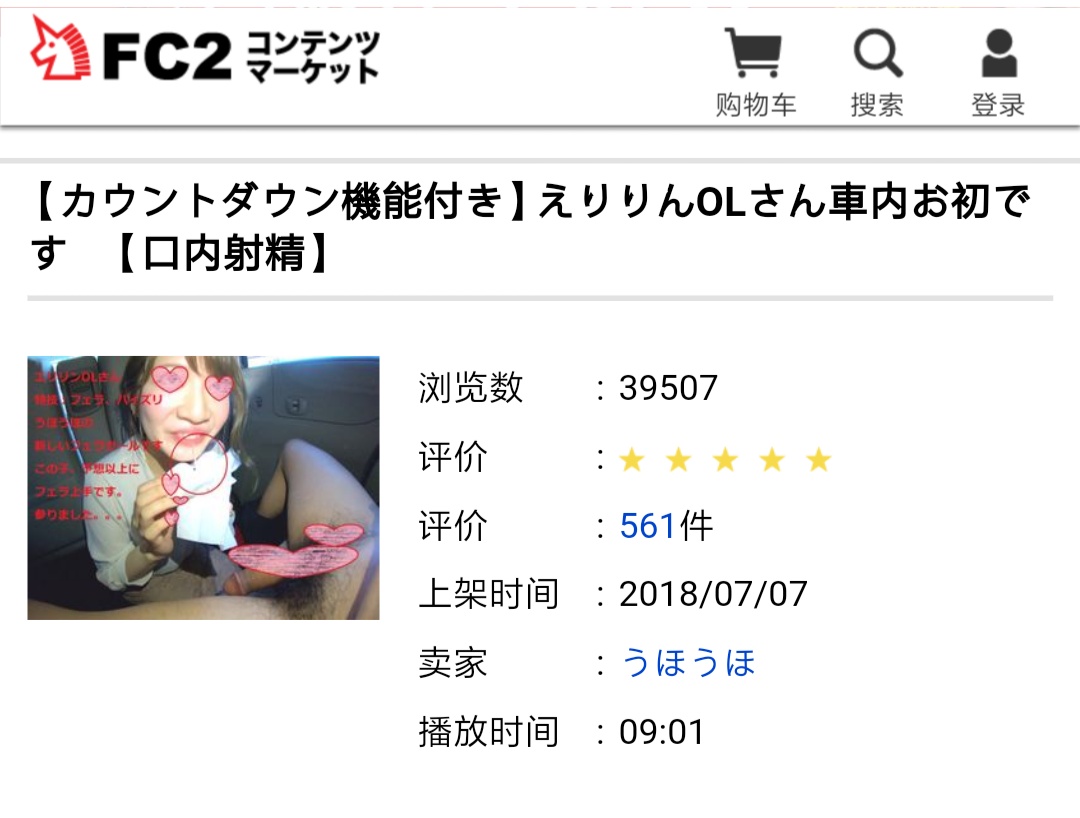 FC2 コンテンツ
マーケット
购物车 搜索 登录
【カウントダウン機能付き】えりりんOLさん車内お初で
す 【口内射精】
エリリンOLさん
特技:フェラ、パイズリ
うほうほの
新しいフェラ
この子、予想以上に
フェラ上手です。
参りました。。。
浏览数 : 39507
评价 : ★ ★ ★ ★ ★
评价 : 561件
上架时间 : 2018/07/07
卖家 : うほうほ
播放时间 : 09:01